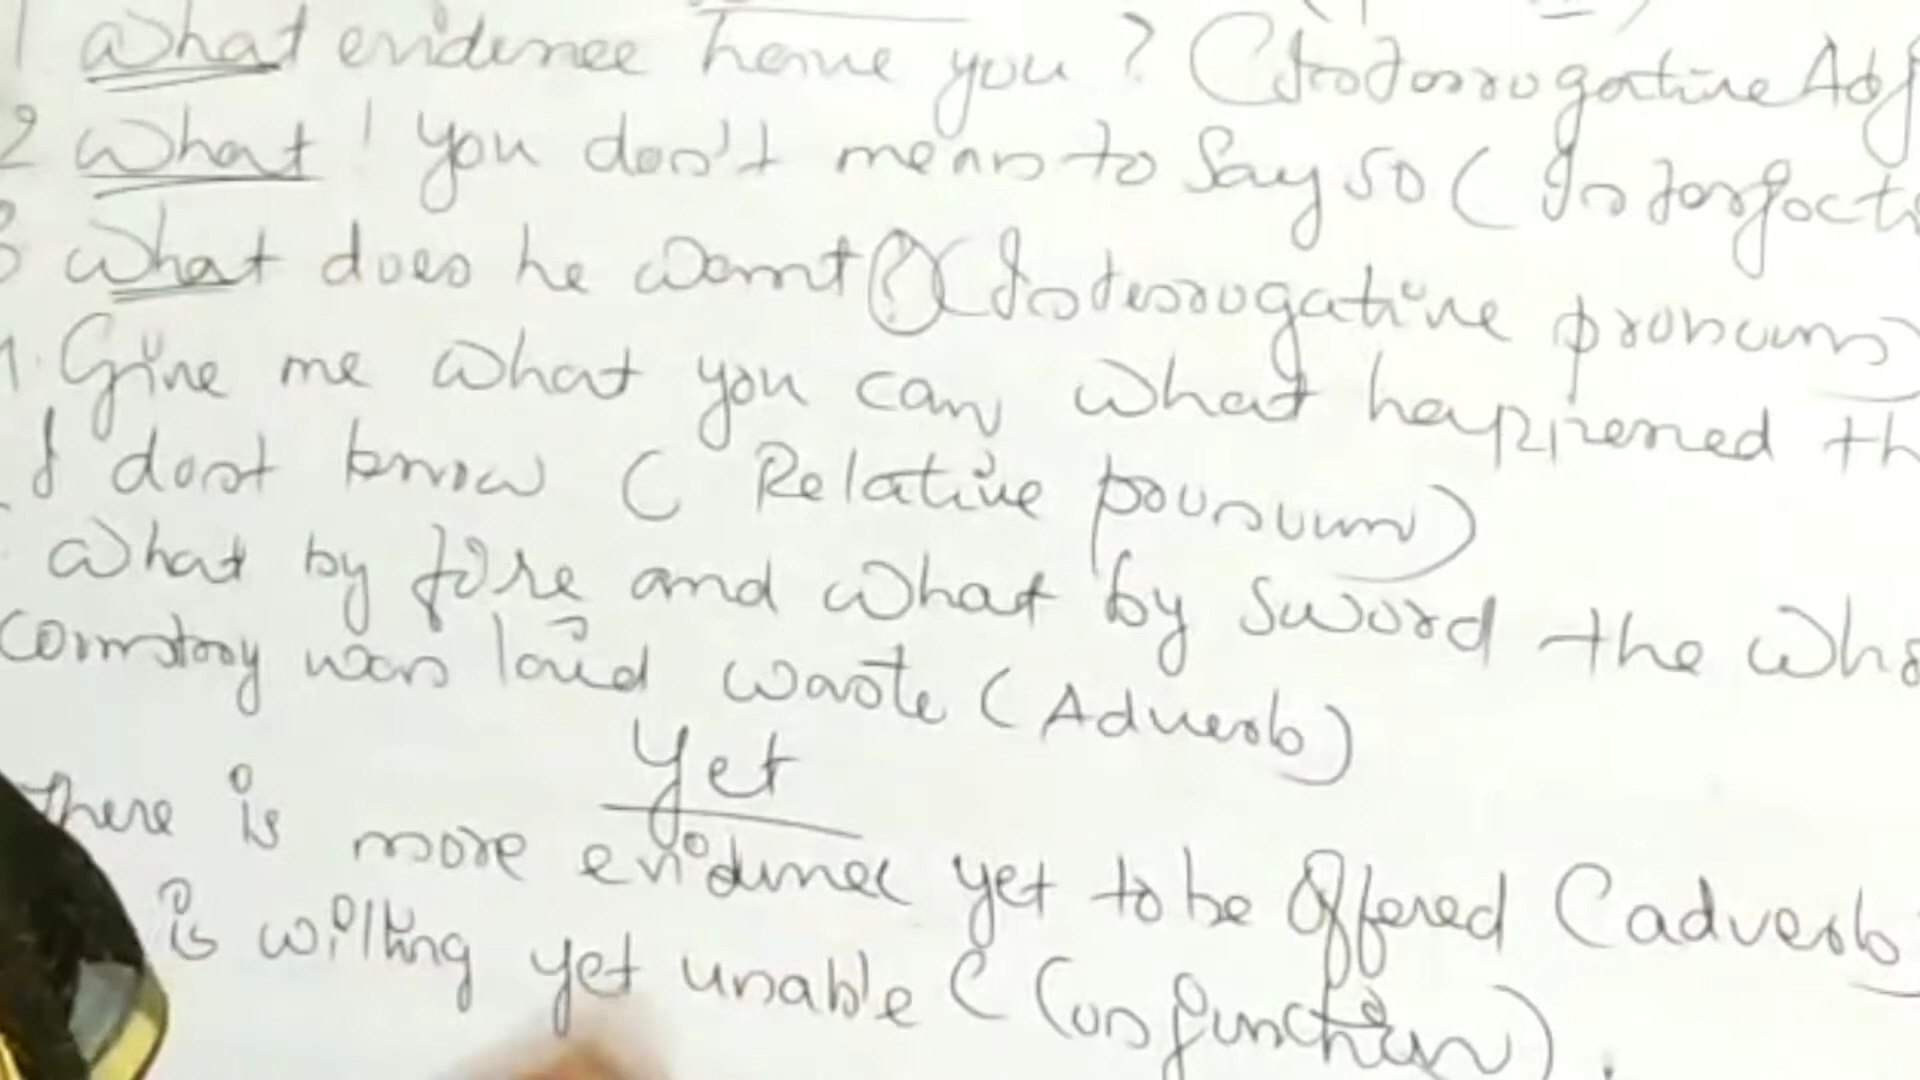 1 What evidence have you? (Interrogative Adj
2 What! you don't mean to Say so (Interjecti
3 What does he want? (Interrogative pronoun)
4. Give me what you can what happened th
I dont know (Relative pounoun)
What by fire and what by sword the who
country was laid waste (Adverb)
Yet
There is more evidence yet to be offered (adverb)
is willing yet unable (Conjunction).